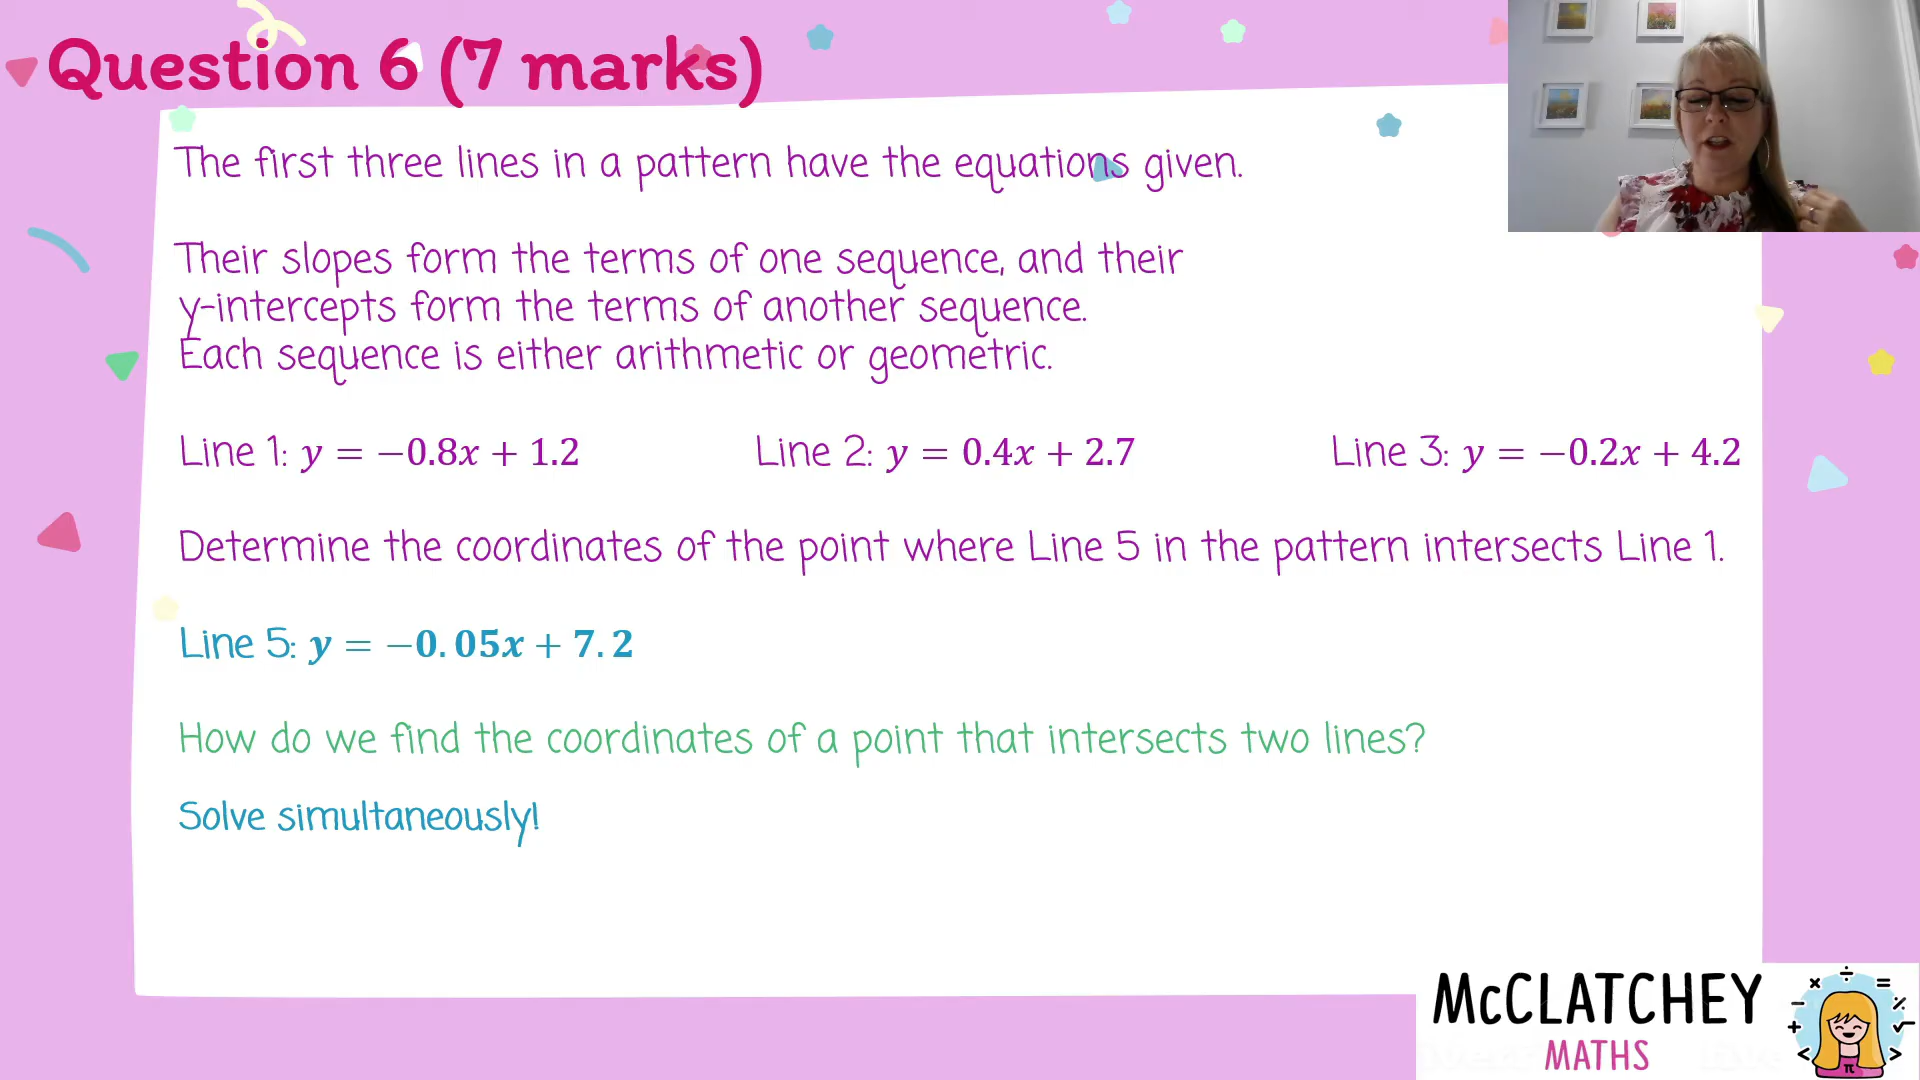 Question 6 (7 marks)
The first three lines in a pattern have the equations given.
Their slopes form the terms of one sequence, and their
y-intercepts form the terms of another sequence.
Each sequence is either arithmetic or geometric.
Line 1: y = −0.8x + 1.2 Line 2: y = 0.4x + 2.7 Line 3: y = −0.2x + 4.2
Determine the coordinates of the point where Line 5 in the pattern intersects Line 1.
Line 5: y = −0.05x + 7.2
How do we find the coordinates of a point that intersects two lines?
Solve simultaneously!
McCLATCHEY
MATHS